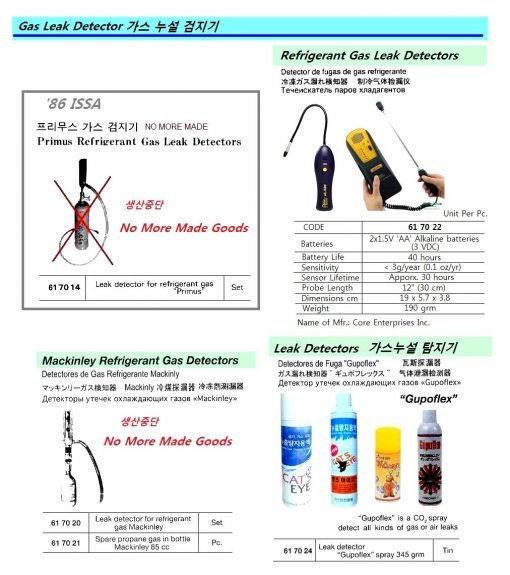 Gas Leak Detector 가스 누설 검지기
'86 ISSA
프리무스 가스 검지기 NO MORE MADE
Primus Refrigerant Gas Leak Detectors
생산중단
No More Made Goods
61 70 14
Leak detector for refrigerant gas
"Primus"
Set
Refrigerant Gas Leak Detectors
Detector de fugas de gas refrigerante
冷凍ガス漏れ検知器 制冷气体检漏仪
Течеискатель паров хладагентов
Unit Per Pc.
CODE 61 70 22
Batteries 2x1.5V 'AA' Alkaline batteries
(3 VDC)
Battery Life 40 hours
Sensitivity < 3g/year (0.1 oz/yr)
Sensor Lifetime Apporx. 30 hours
Probe Length 12" (30 cm)
Dimensions cm 19 x 5.7 x 3.8
Weight 190 grm
Name of Mfr.: Core Enterprises Inc.
Mackinley Refrigerant Gas Detectors
Detectores de Gas Refrigerante Mackinly
マッキンリーガス検知器 Mackinly 冷煤探漏器 冷冻剂测漏器
Детекторы утечек охлаждающих газов «Mackinley»
생산중단
No More Made Goods
61 70 20
Leak detector for refrigerant
gas Mackinley
Set
61 70 21
Spare propane gas in bottle
Mackinley 85 cc
Pc.
Leak Detectors 가스누설 탐지기
Detectores de Fuga "Gupoflex" 瓦斯探漏器
ガス漏れ検知器 "ギュポフレックス" 气体泄漏检测器
Детектор утечек охлаждающих газов «Gupoflex»
"Gupoflex"
CAT
EYE
"Gupoflex" is a CO2 spray
detect all kinds of gas or air leaks
61 70 24
Leak detector
"Gupoflex" spray 345 grm
Tin